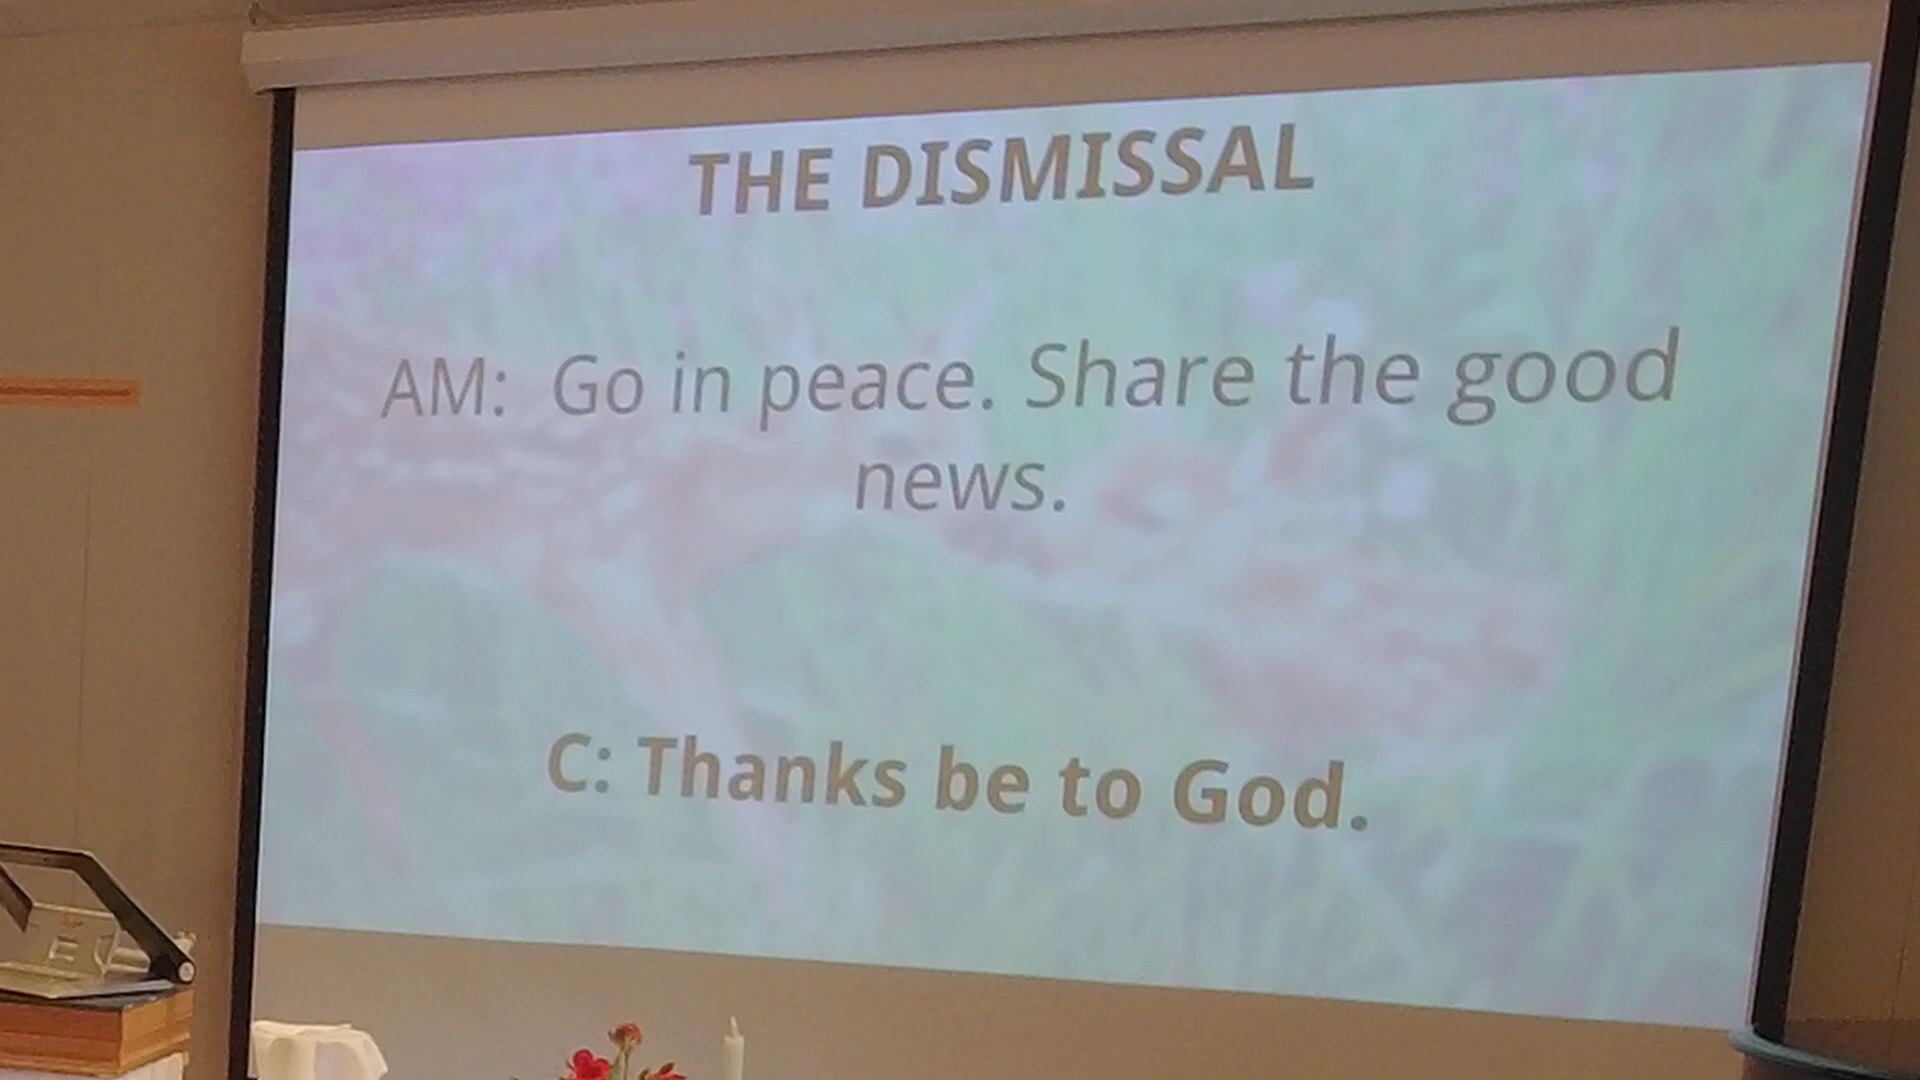 THE DISMISSAL
AM: Go in peace. Share the good
news.
C: Thanks be to God.